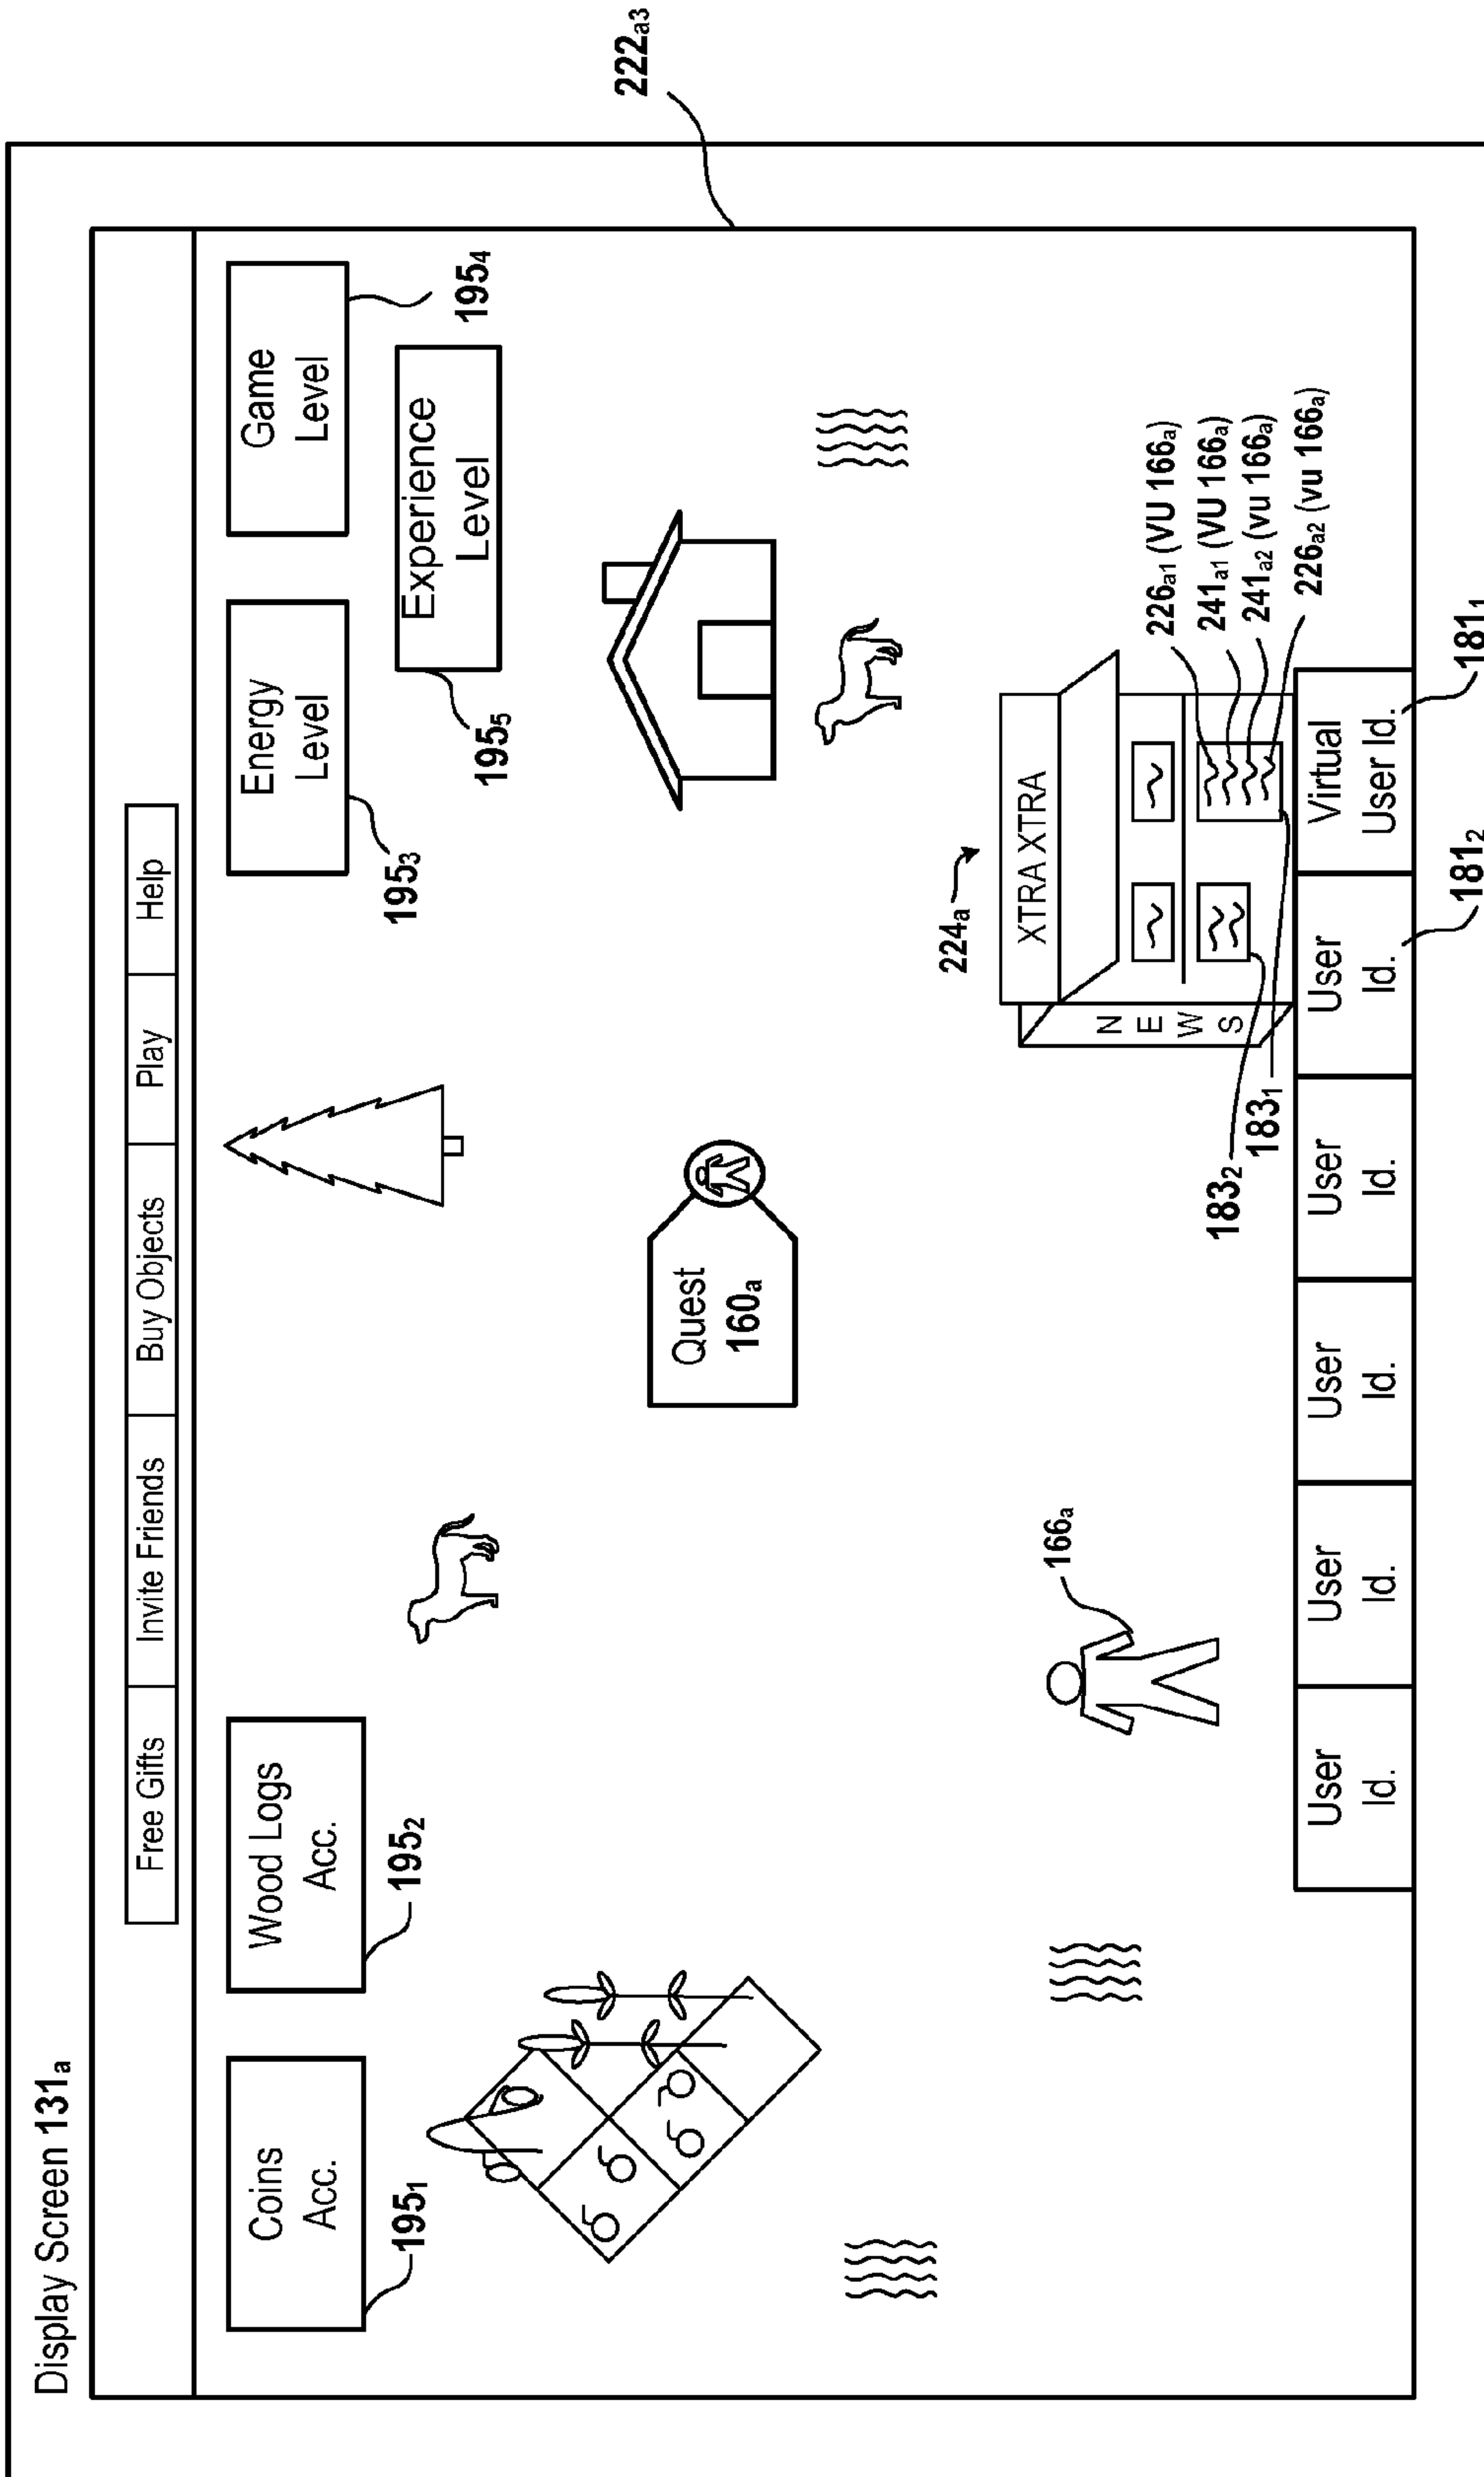 Display Screen 131a
Free Gifts
Invite Friends
Buy Objects
Play
Help
Coins
Acc.
195₁
Wood Logs
Acc.
195₂
Energy
Level
195₃
Game
Level
195₄
Experience
Level
195₅
222a3
Quest
160a
166a
224a
XTRA XTRA
N
E
W
S
226a1 (VU 166a)
241a1 (VU 166a)
241a2 (vu 166a)
226a2 (vu 166a)
183₂
183₁
User
Id.
User
Id.
User
Id.
User
Id.
User
Id.
Virtual
User Id.
181₂
181₁